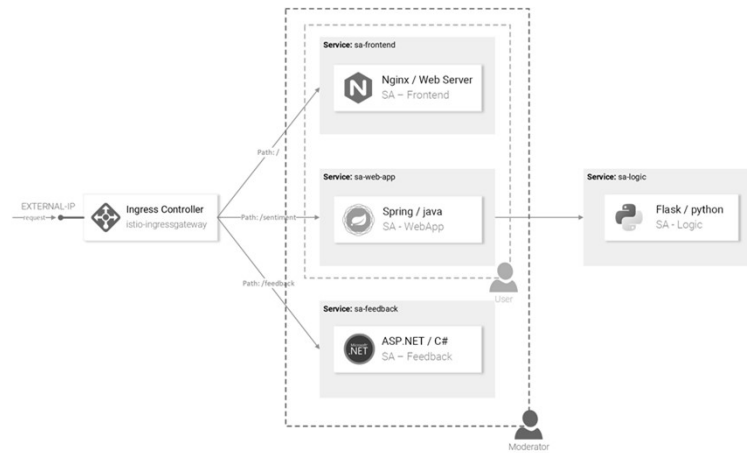 Service: sa-frontend
Nginx / Web Server
SA – Frontend
Path: /
EXTERNAL-IP
request
Ingress Controller
istio-ingressgateway
Path: /sentiment
Service: sa-web-app
Spring / java
SA - WebApp
Service: sa-logic
Flask / python
SA - Logic
Path: /feedback
User
Service: sa-feedback
Microsoft
.NET
ASP.NET / C#
SA – Feedback
Moderator